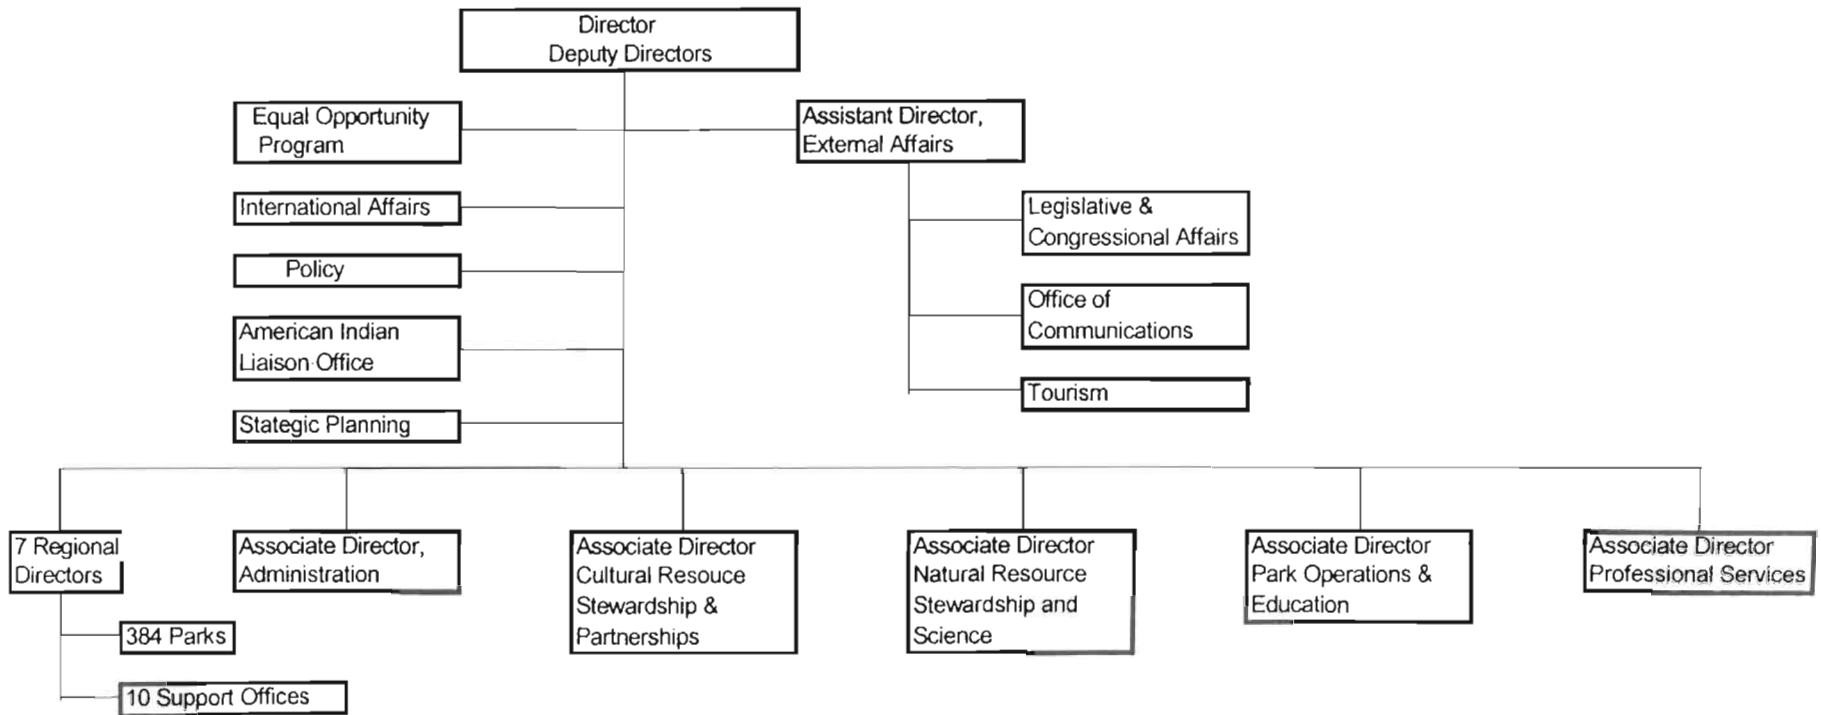 Director
Deputy Directors
Equal Opportunity
Program
Assistant Director,
External Affairs
International Affairs
Legislative &
Congressional Affairs
Policy
Office of
Communications
American Indian
Liaison Office
Tourism
Stategic Planning
7 Regional
Directors
Associate Director,
Administration
Associate Director
Cultural Resouce
Stewardship &
Partnerships
Associate Director
Natural Resource
Stewardship and
Science
Associate Director
Park Operations &
Education
Associate Director
Professional Services
384 Parks
10 Support Offices